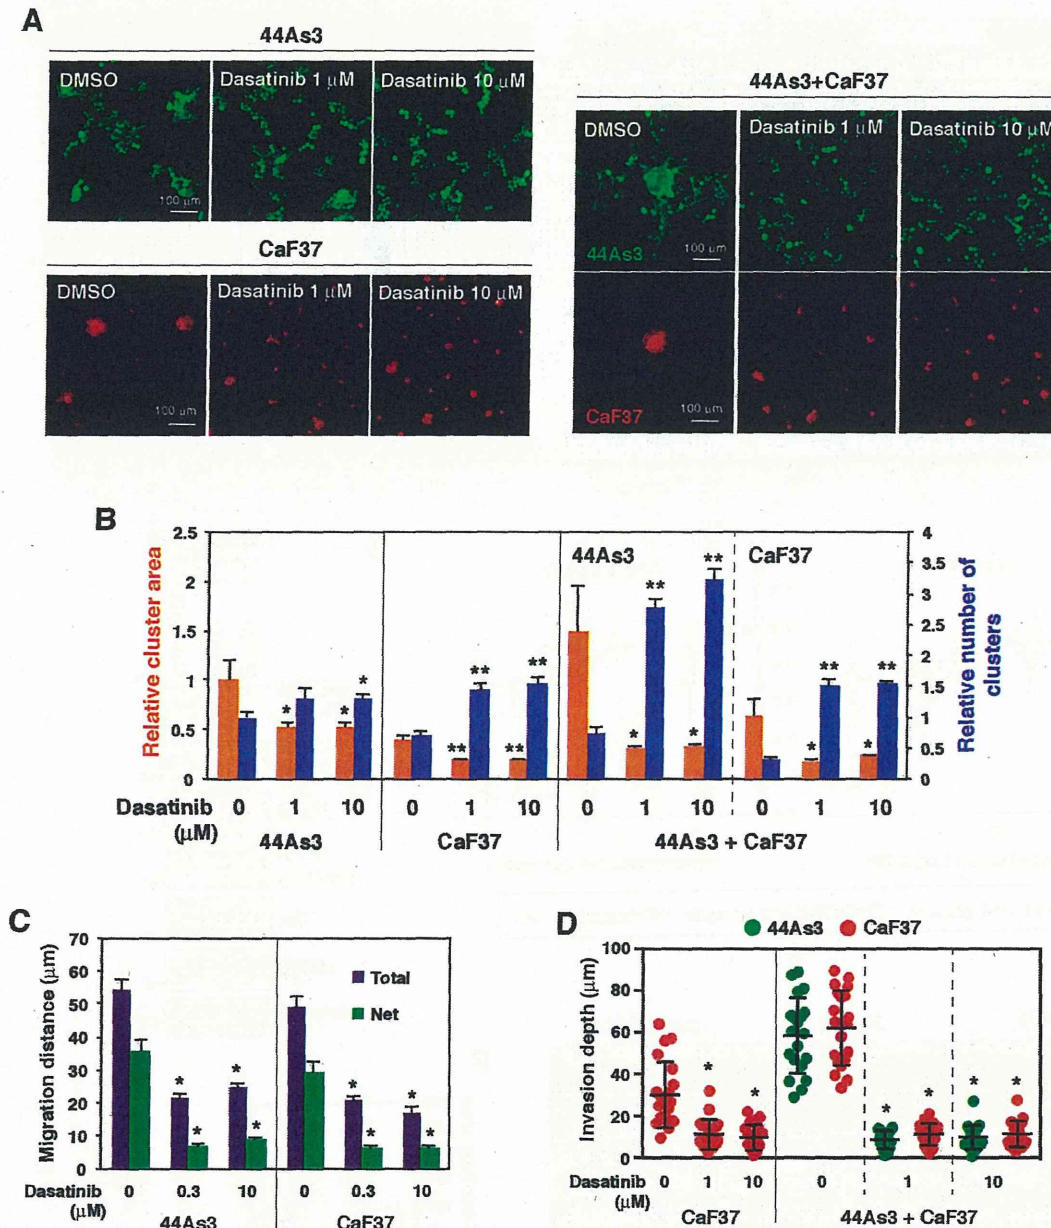 A
44As3
DMSO
Dasatinib 1 μM
Dasatinib 10 μM
100 μm
CaF37
DMSO
Dasatinib 1 μM
Dasatinib 10 μM
100 μm
44As3+CaF37
DMSO
Dasatinib 1 μM
Dasatinib 10 μM
44As3
100 μm
CaF37
100 μm
B
Relative cluster area
2.5
2
1.5
1
0.5
0
44As3
CaF37
* * *
** ** ** **
* ** * **
* ** * **
4
3.5
3
2.5
2
1.5
1
0.5
0
Relative number of
clusters
Dasatinib
(μM)
0 1 10 0 1 10 0 1 10 0 1 10
44As3 CaF37 44As3 + CaF37
C
Migration distance (μm)
70
60
50
40
30
20
10
0
Total
Net
* * * *
* * * *
Dasatinib
(μM)
0 0.3 10 0 0.3 10
44As3 CaF37
D
44As3 CaF37
Invasion depth (μm)
100
80
60
40
20
0
* * * * * *
Dasatinib
(μM)
0 1 10 0 1 10
CaF37 44As3 + CaF37